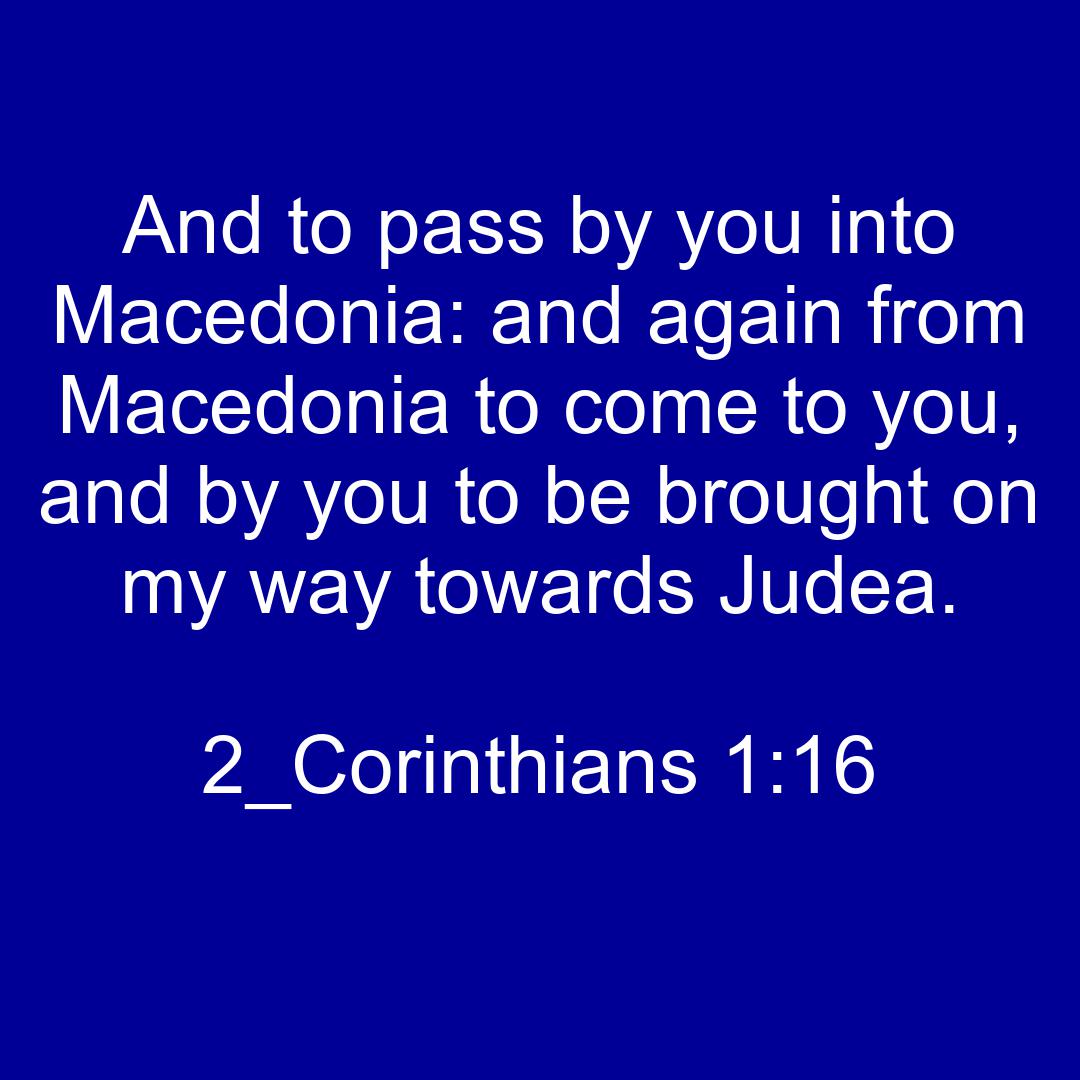 And to pass by you into
Macedonia: and again from
Macedonia to come to you,
and by you to be brought on
my way towards Judea.
2_Corinthians 1:16